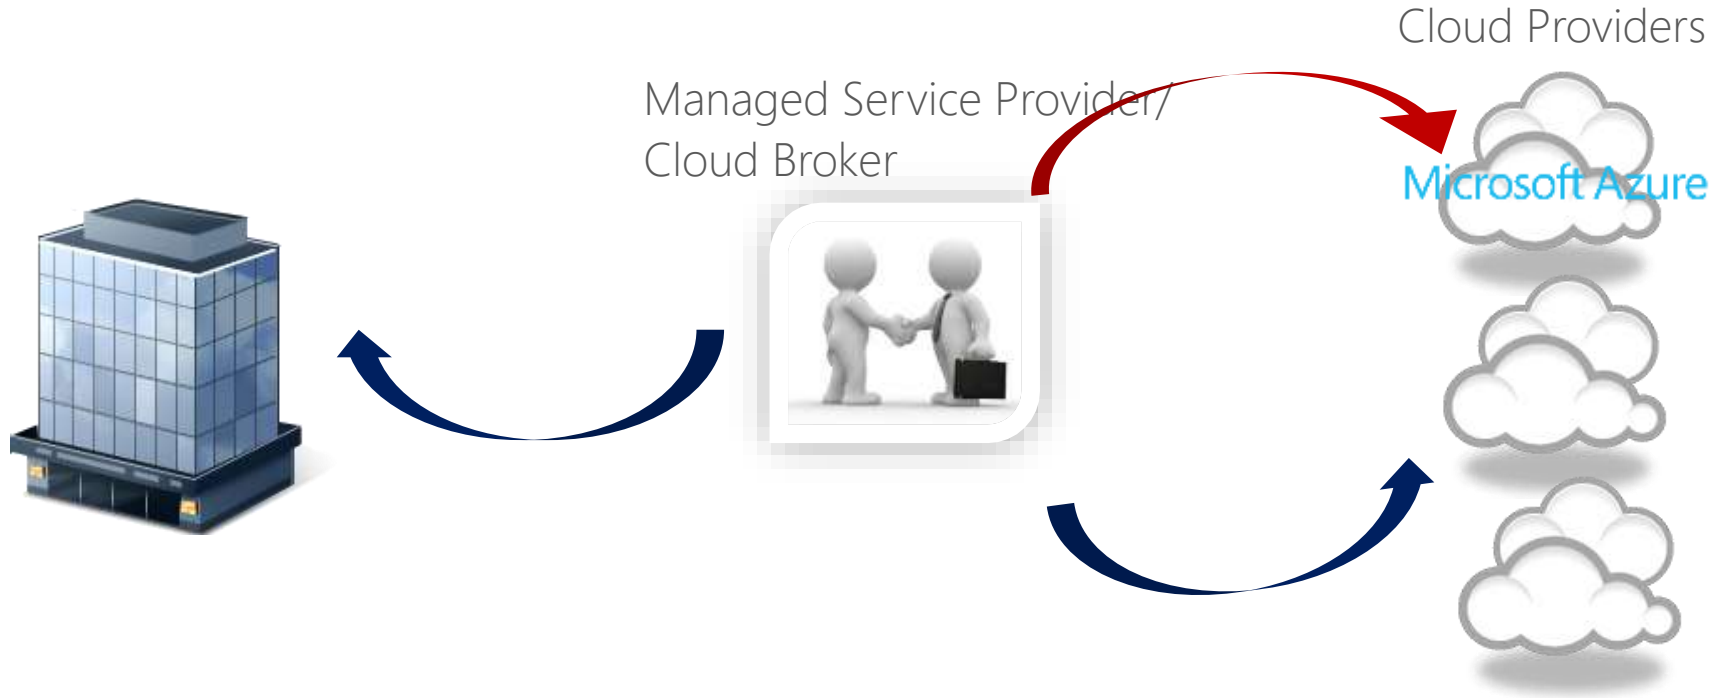 Cloud Providers
Managed Service Provider/
Cloud Broker
Microsoft Azure